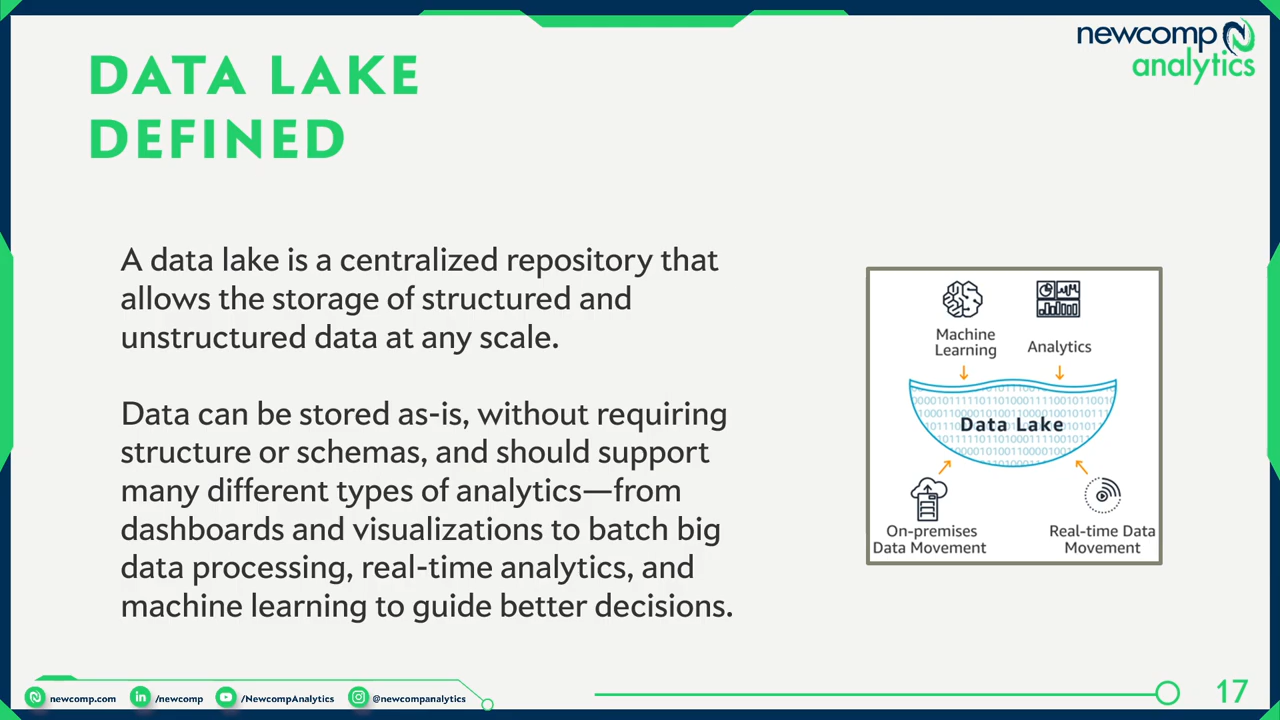 newcomp
analytics
DATA LAKE
DEFINED
A data lake is a centralized repository that
allows the storage of structured and
unstructured data at any scale.
Data can be stored as-is, without requiring
structure or schemas, and should support
many different types of analytics—from
dashboards and visualizations to batch big
data processing, real-time analytics, and
machine learning to guide better decisions.
Machine
Learning
Analytics
Data Lake
On-premises
Data Movement
Real-time Data
Movement
newcomp.com
/newcomp
/NewcompAnalytics
@newcompanalytics
17